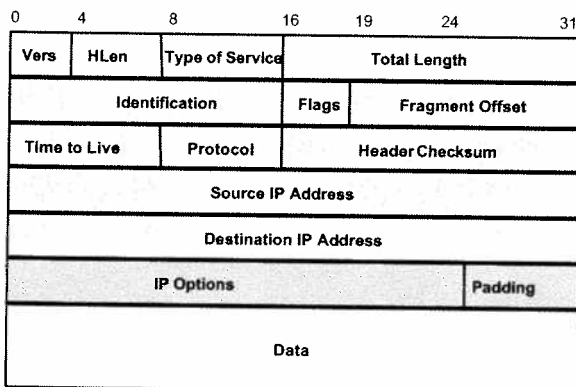 0 4 8 16 19 24 31
Vers HLen Type of Service Total Length
Identification Flags Fragment Offset
Time to Live Protocol Header Checksum
Source IP Address
Destination IP Address
IP Options Padding
Data